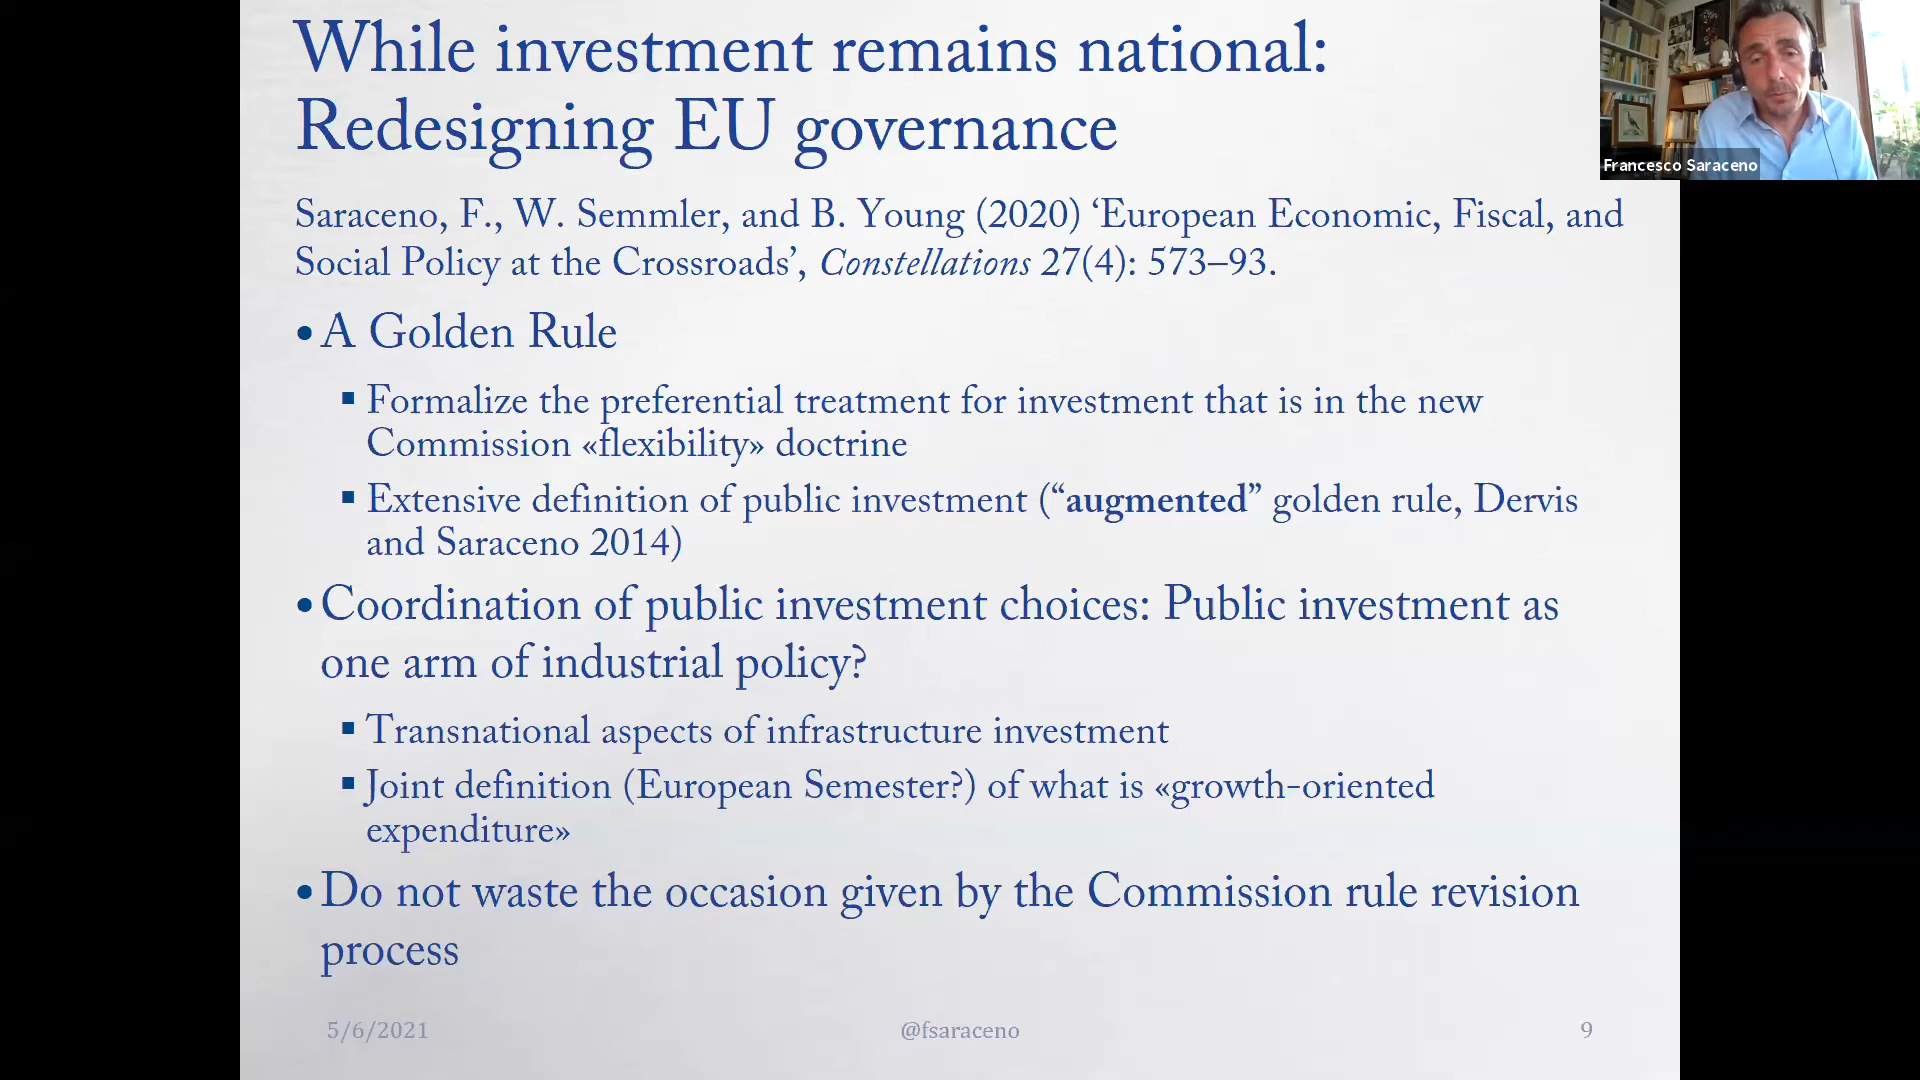 While investment remains national:
Redesigning EU governance
Francesco Saraceno
Saraceno, F., W. Semmler, and B. Young (2020) ‘European Economic, Fiscal, and
Social Policy at the Crossroads’, Constellations 27(4): 573–93.
•A Golden Rule
▪ Formalize the preferential treatment for investment that is in the new
Commission «flexibility» doctrine
▪ Extensive definition of public investment (“augmented” golden rule, Dervis
and Saraceno 2014)
•Coordination of public investment choices: Public investment as
one arm of industrial policy?
▪ Transnational aspects of infrastructure investment
▪ Joint definition (European Semester?) of what is «growth-oriented
expenditure»
•Do not waste the occasion given by the Commission rule revision
process
5/6/2021
@fsaraceno
9